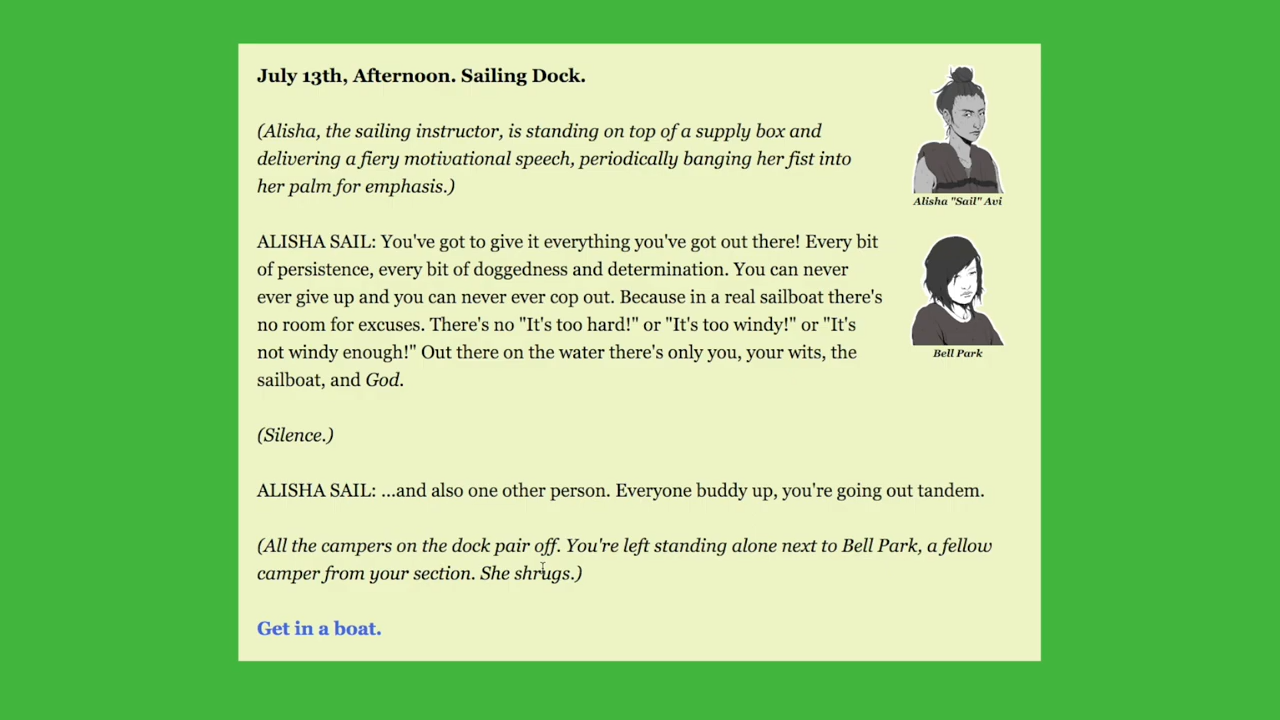 July 13th, Afternoon. Sailing Dock.
(Alisha, the sailing instructor, is standing on top of a supply box and
delivering a fiery motivational speech, periodically banging her fist into
her palm for emphasis.)
Alisha "Sail" Avi
ALISHA SAIL: You've got to give it everything you've got out there! Every bit
of persistence, every bit of doggedness and determination. You can never
ever give up and you can never ever cop out. Because in a real sailboat there's
no room for excuses. There's no "It's too hard!" or "It's too windy!" or "It's
not windy enough!" Out there on the water there's only you, your wits, the
sailboat, and God.
Bell Park
(Silence.)
ALISHA SAIL: ...and also one other person. Everyone buddy up, you're going out tandem.
(All the campers on the dock pair off. You're left standing alone next to Bell Park, a fellow
camper from your section. She shrugs.)
Get in a boat.